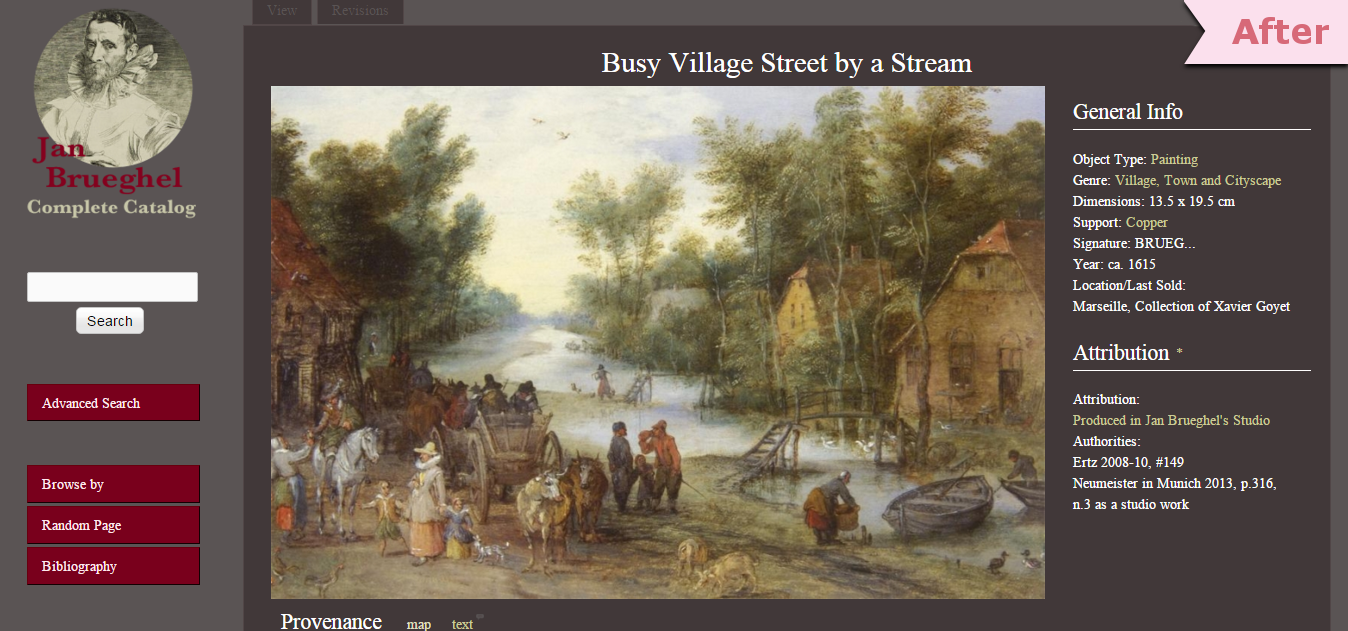 View
Revisions
After
Jan
Brueghel
Complete Catalog
Search
Advanced Search
Browse by
Random Page
Bibliography
Busy Village Street by a Stream
General Info
Object Type: Painting
Genre: Village, Town and Cityscape
Dimensions: 13.5 x 19.5 cm
Support: Copper
Signature: BRUEG...
Year: ca. 1615
Location/Last Sold:
Marseille, Collection of Xavier Goyet
Attribution *
Attribution:
Produced in Jan Brueghel's Studio
Authorities:
Ertz 2008-10, #149
Neumeister in Munich 2013, p.316,
n.3 as a studio work
Provenance map text